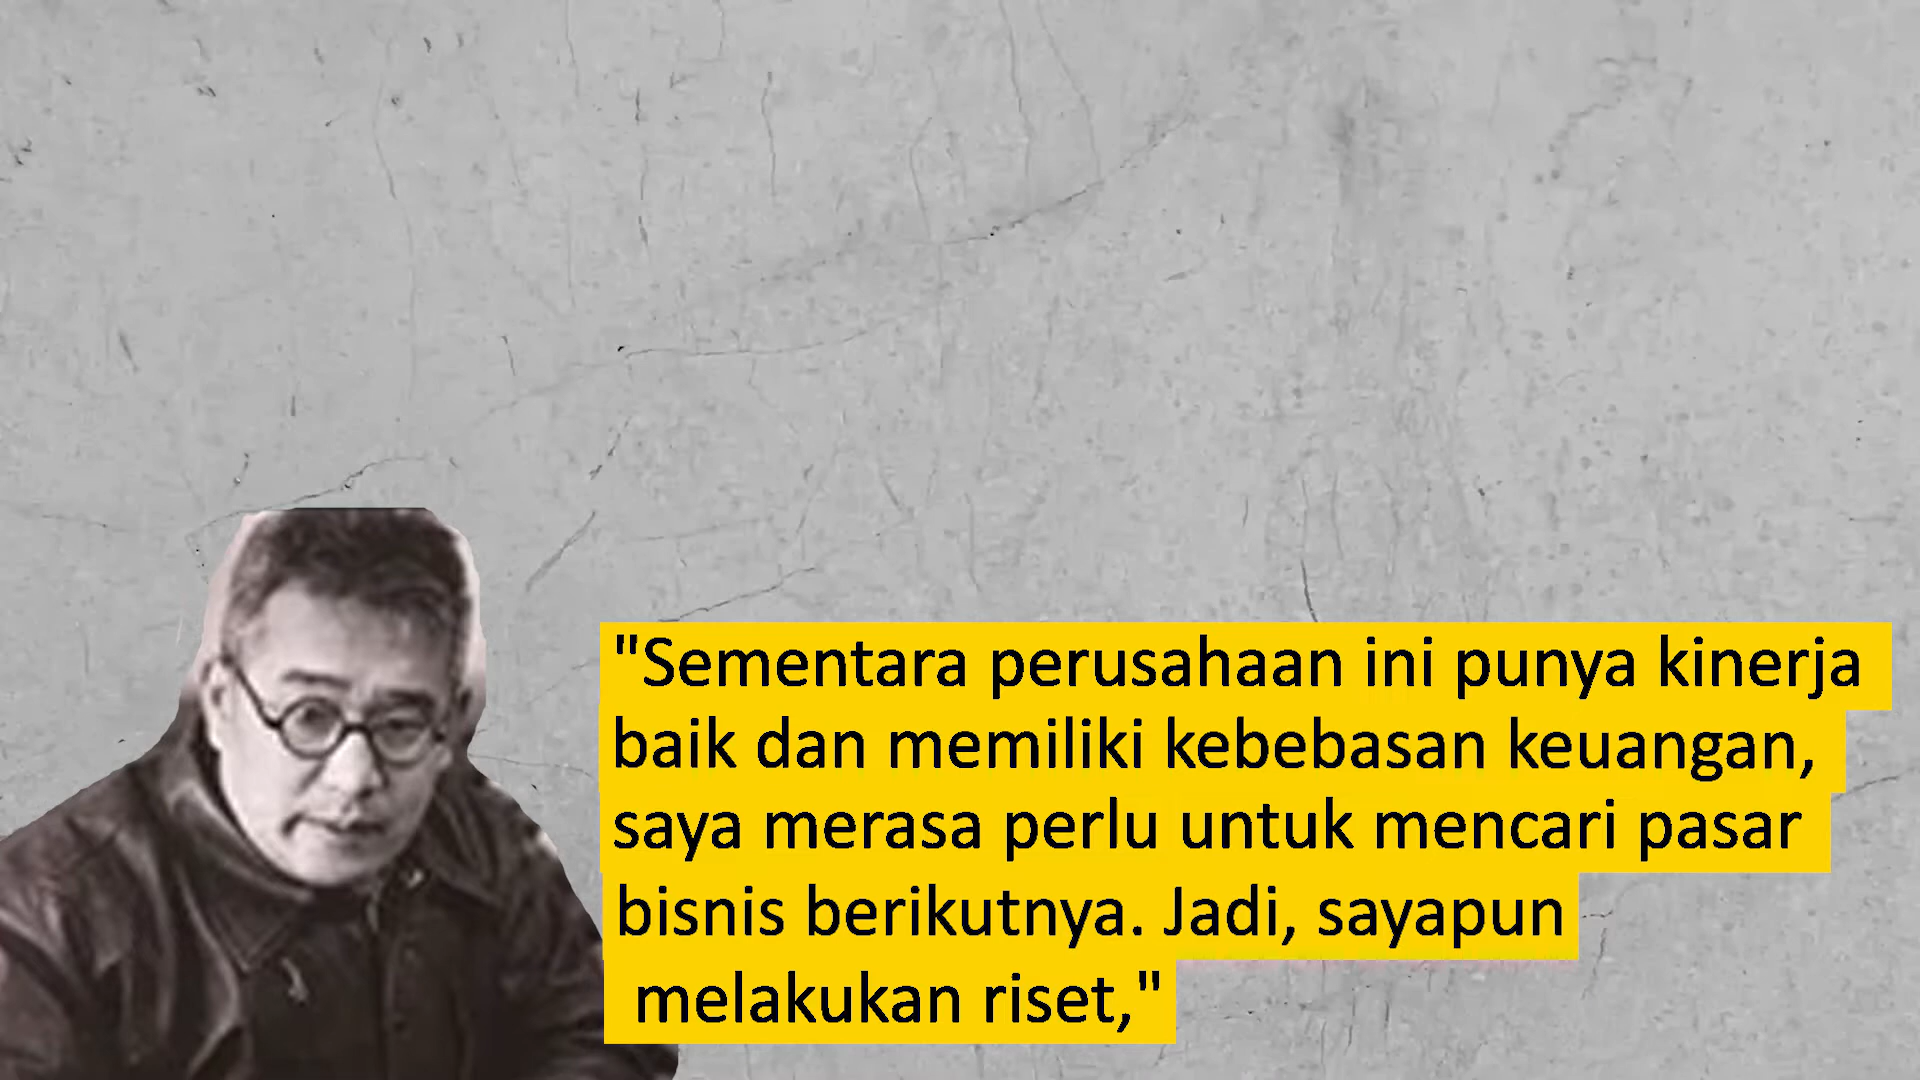 "Sementara perusahaan ini punya kinerja
baik dan memiliki kebebasan keuangan,
saya merasa perlu untuk mencari pasar
bisnis berikutnya. Jadi, sayapun
melakukan riset,"